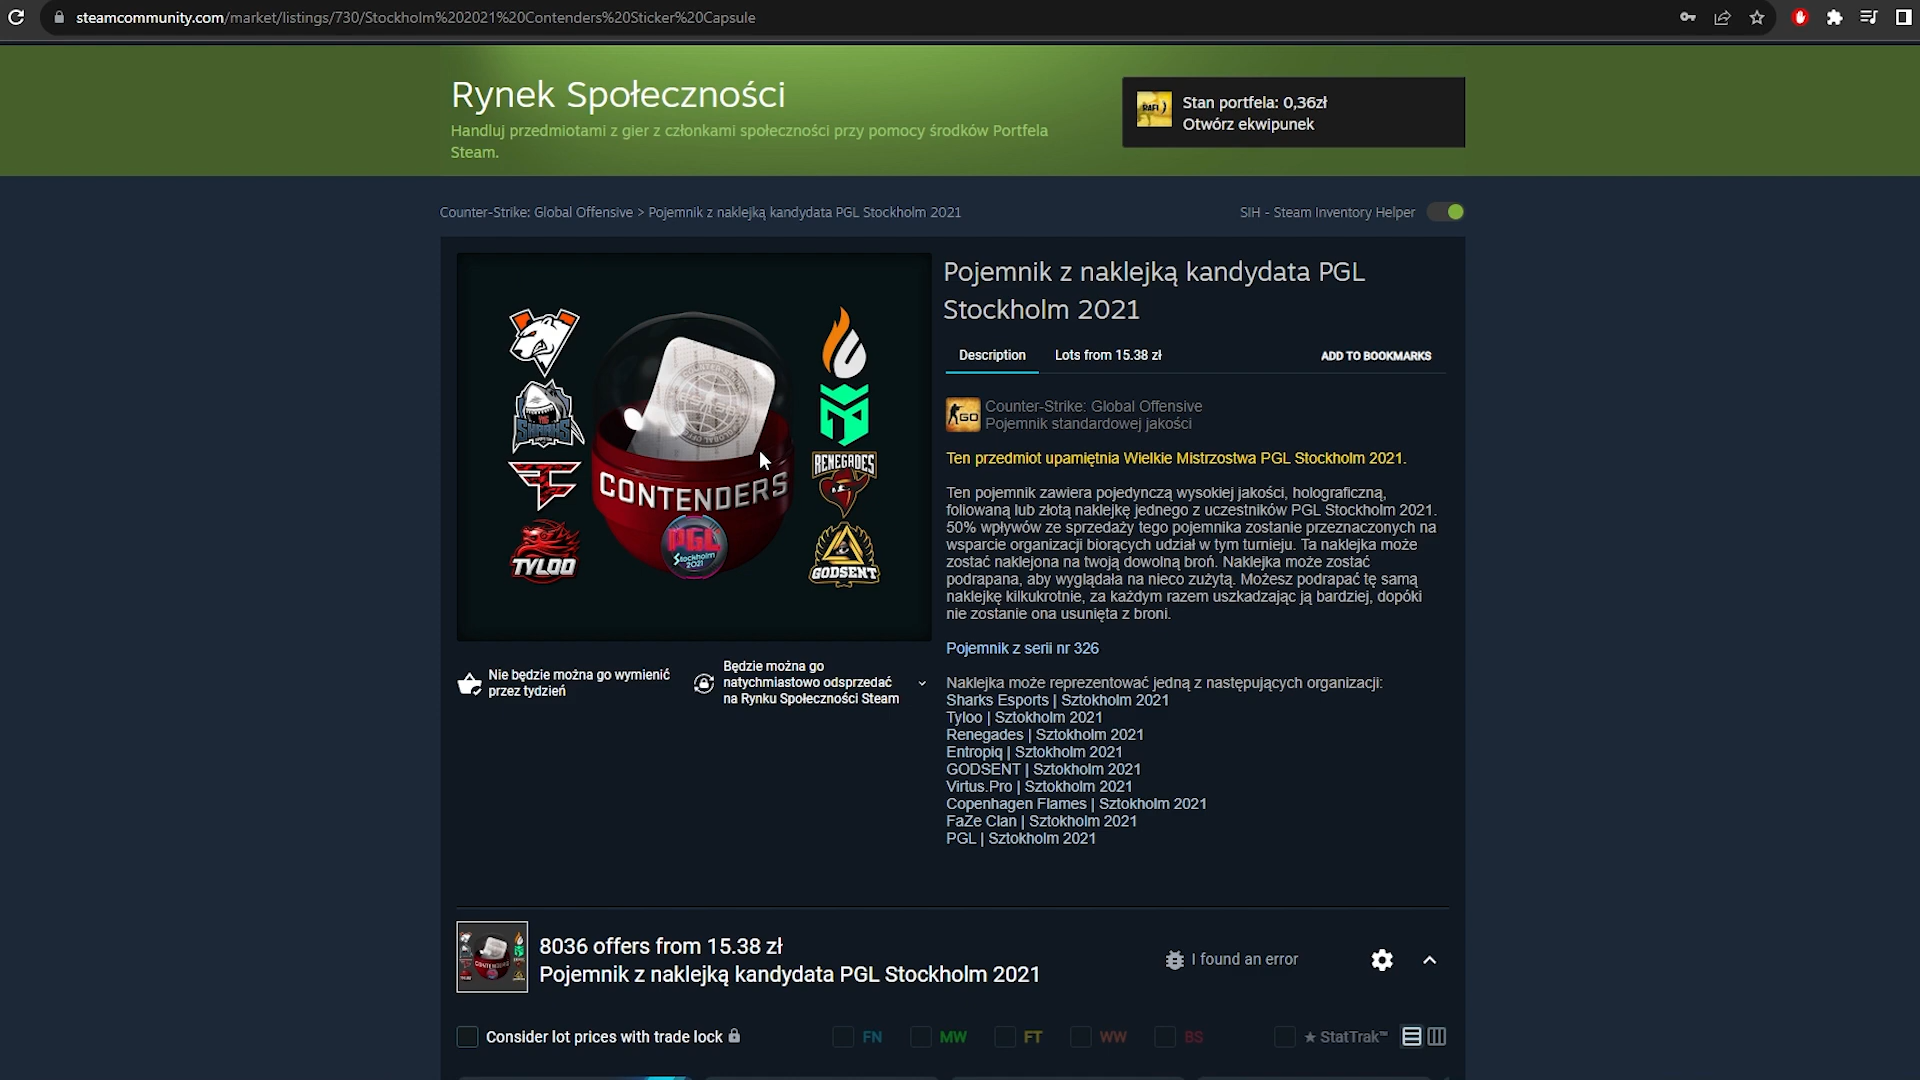 steamcommunity.com/market/listings/730/Stockholm%202021%20Contenders%20Sticker%20Capsule
Rynek Społeczności
Handluj przedmiotami z gier z członkami społeczności przy pomocy środków Portfela
Steam.
Stan portfela: 0,36zł
Otwórz ekwipunek
Counter-Strike: Global Offensive > Pojemnik z naklejką kandydata PGL Stockholm 2021
SIH - Steam Inventory Helper
SHARKS
TYLOO
CONTENDERS
PGL
Stockholm
2021
RENEGADES
GODSENT
Nie będzie można go wymienić
przez tydzień
Będzie można go
natychmiastowo odsprzedać
na Rynku Społeczności Steam
Pojemnik z naklejką kandydata PGL
Stockholm 2021
Description
Lots from 15.38 zł
ADD TO BOOKMARKS
GO
Counter-Strike: Global Offensive
Pojemnik standardowej jakości
Ten przedmiot upamiętnia Wielkie Mistrzostwa PGL Stockholm 2021.
Ten pojemnik zawiera pojedynczą wysokiej jakości, holograficzną,
foliowaną lub złotą naklejkę jednego z uczestników PGL Stockholm 2021.
50% wpływów ze sprzedaży tego pojemnika zostanie przeznaczonych na
wsparcie organizacji biorących udział w tym turnieju. Ta naklejka może
zostać naklejona na twoją dowolną broń. Naklejka może zostać
podrapana, aby wyglądała na nieco zużytą. Możesz podrapać tę samą
naklejkę kilkukrotnie, za każdym razem uszkadzając ją bardziej, dopóki
nie zostanie ona usunięta z broni.
Pojemnik z serii nr 326
Naklejka może reprezentować jedną z następujących organizacji:
Sharks Esports | Sztokholm 2021
Tyloo | Sztokholm 2021
Renegades | Sztokholm 2021
Entropiq | Sztokholm 2021
GODSENT | Sztokholm 2021
Virtus.Pro | Sztokholm 2021
Copenhagen Flames | Sztokholm 2021
FaZe Clan | Sztokholm 2021
PGL | Sztokholm 2021
8036 offers from 15.38 zł
Pojemnik z naklejką kandydata PGL Stockholm 2021
I found an error
Consider lot prices with trade lock
FN
MW
FT
WW
BS
★ StatTrak™